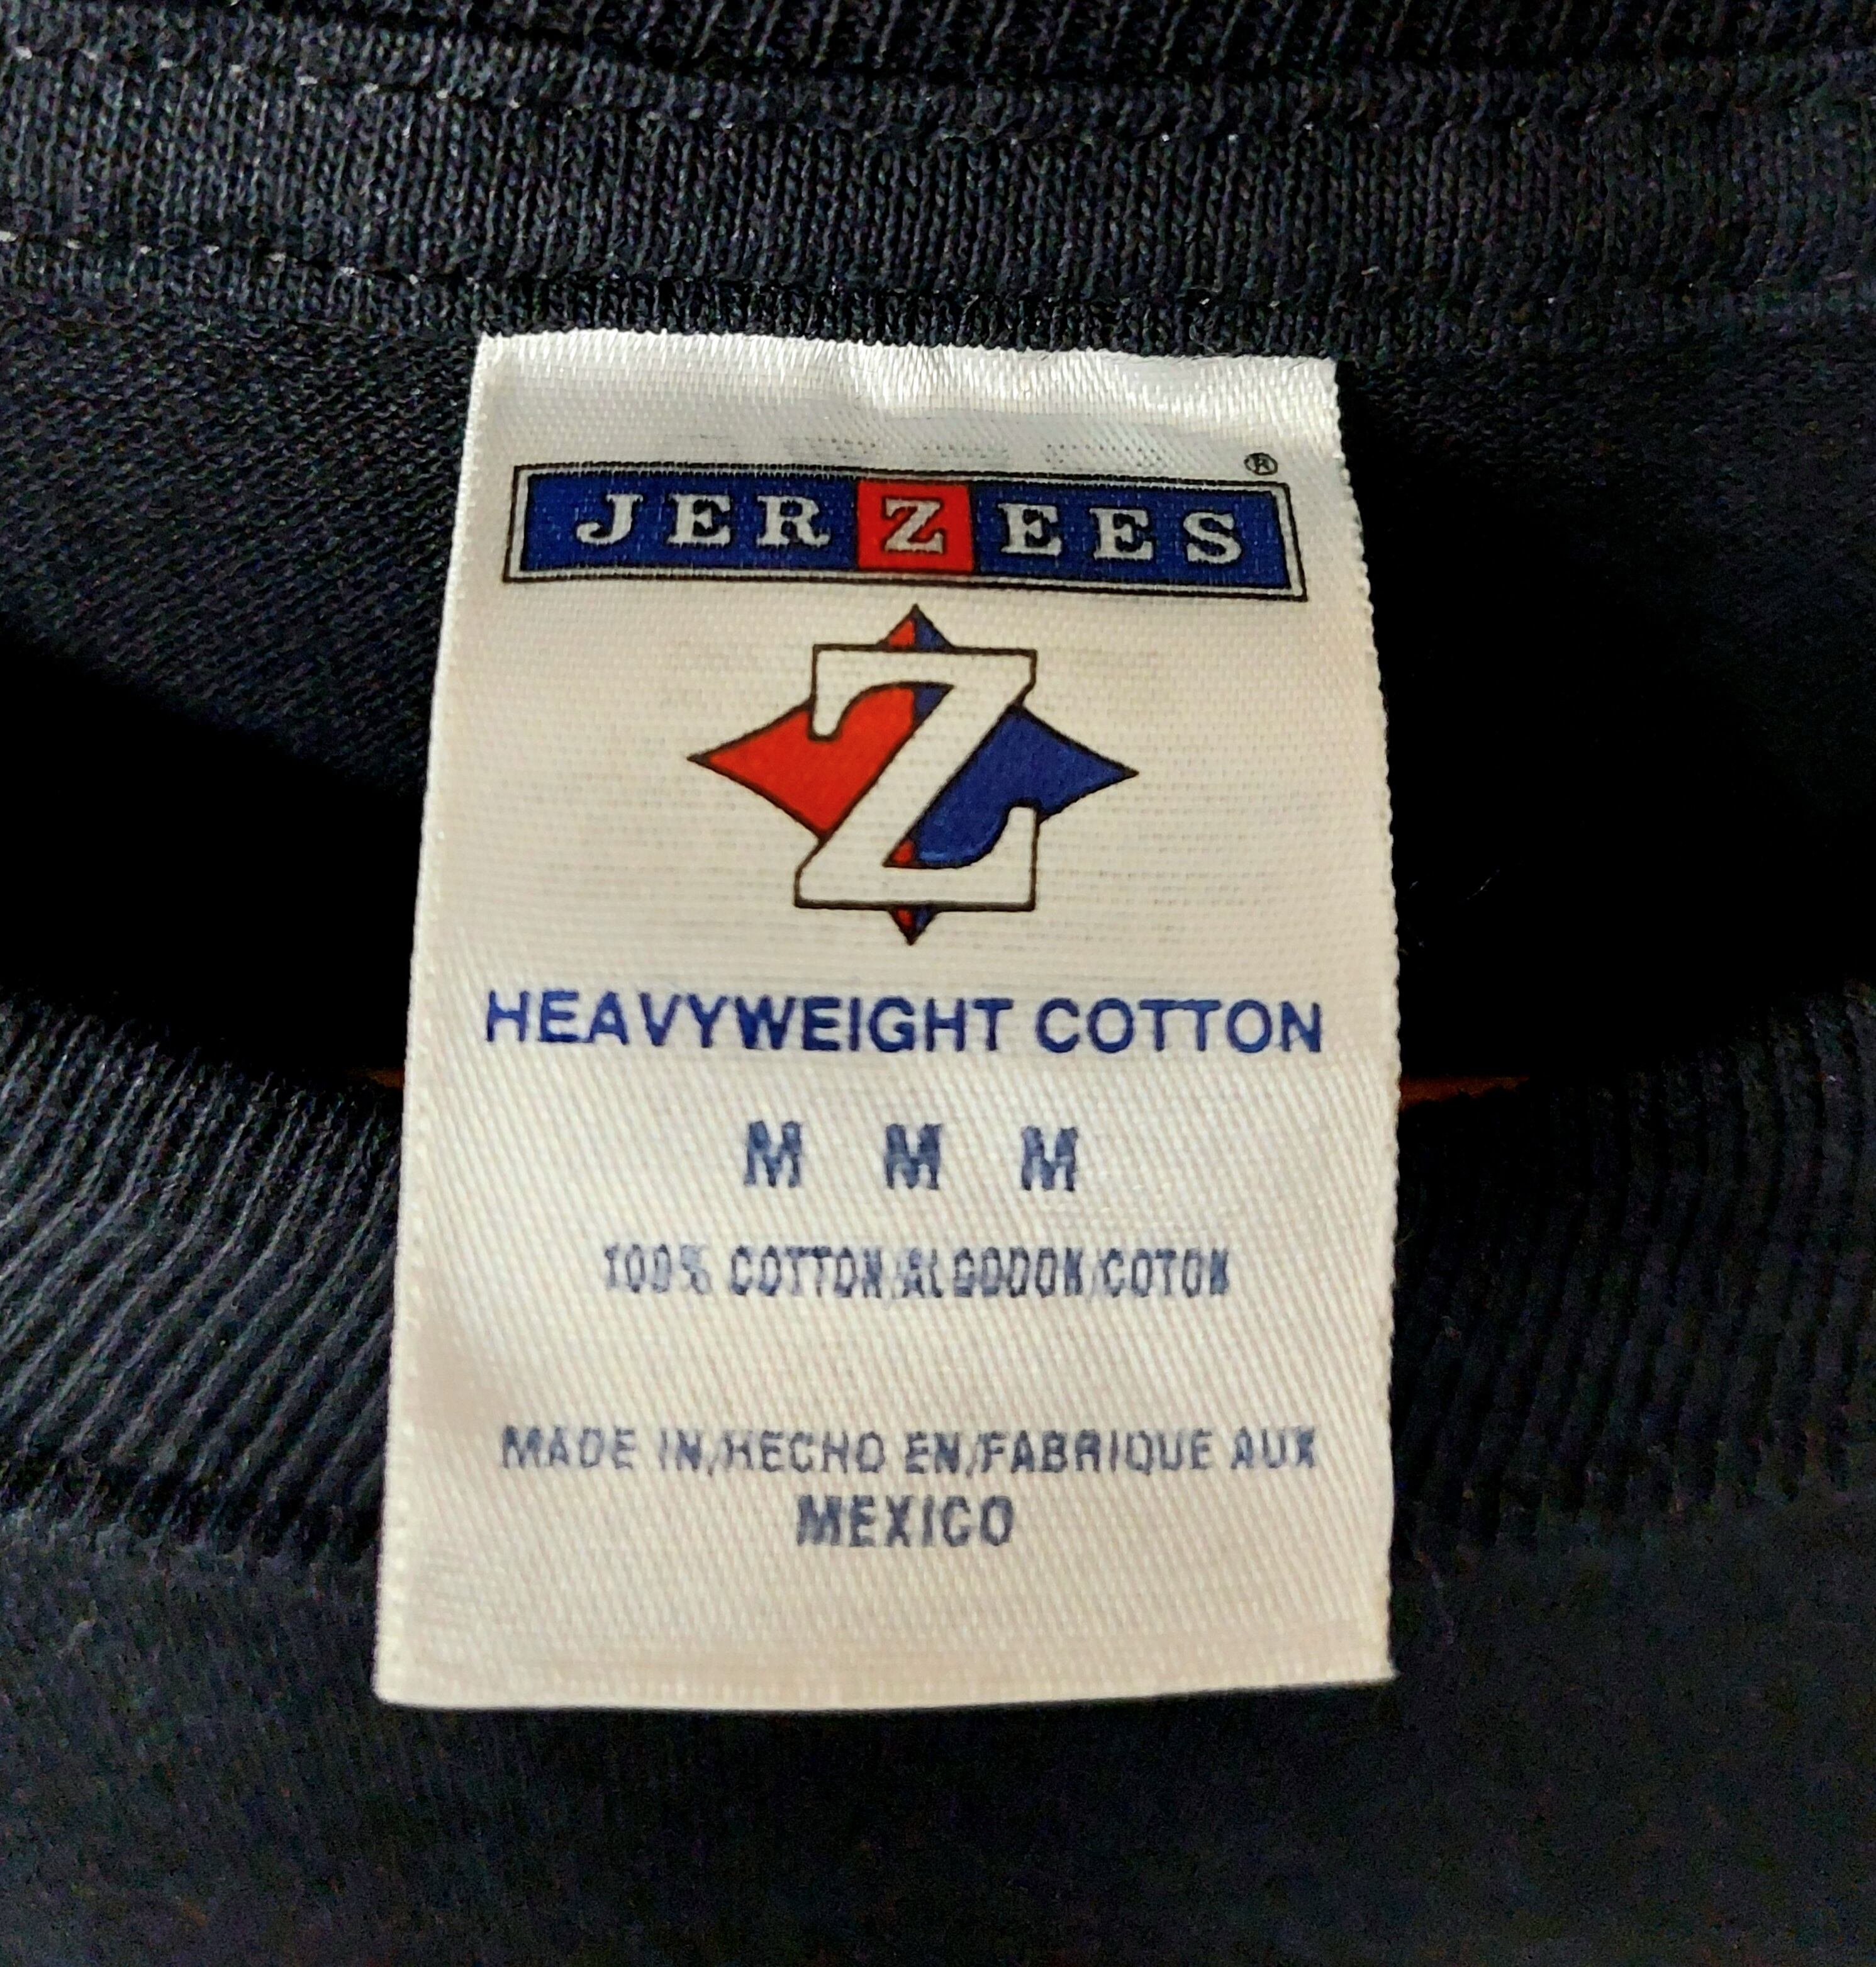 JERZEES®
Z
HEAVYWEIGHT COTTON
M M M
100% COTTON/ALGODON/COTON
MADE IN/HECHO EN/FABRIQUE AUX
MEXICO